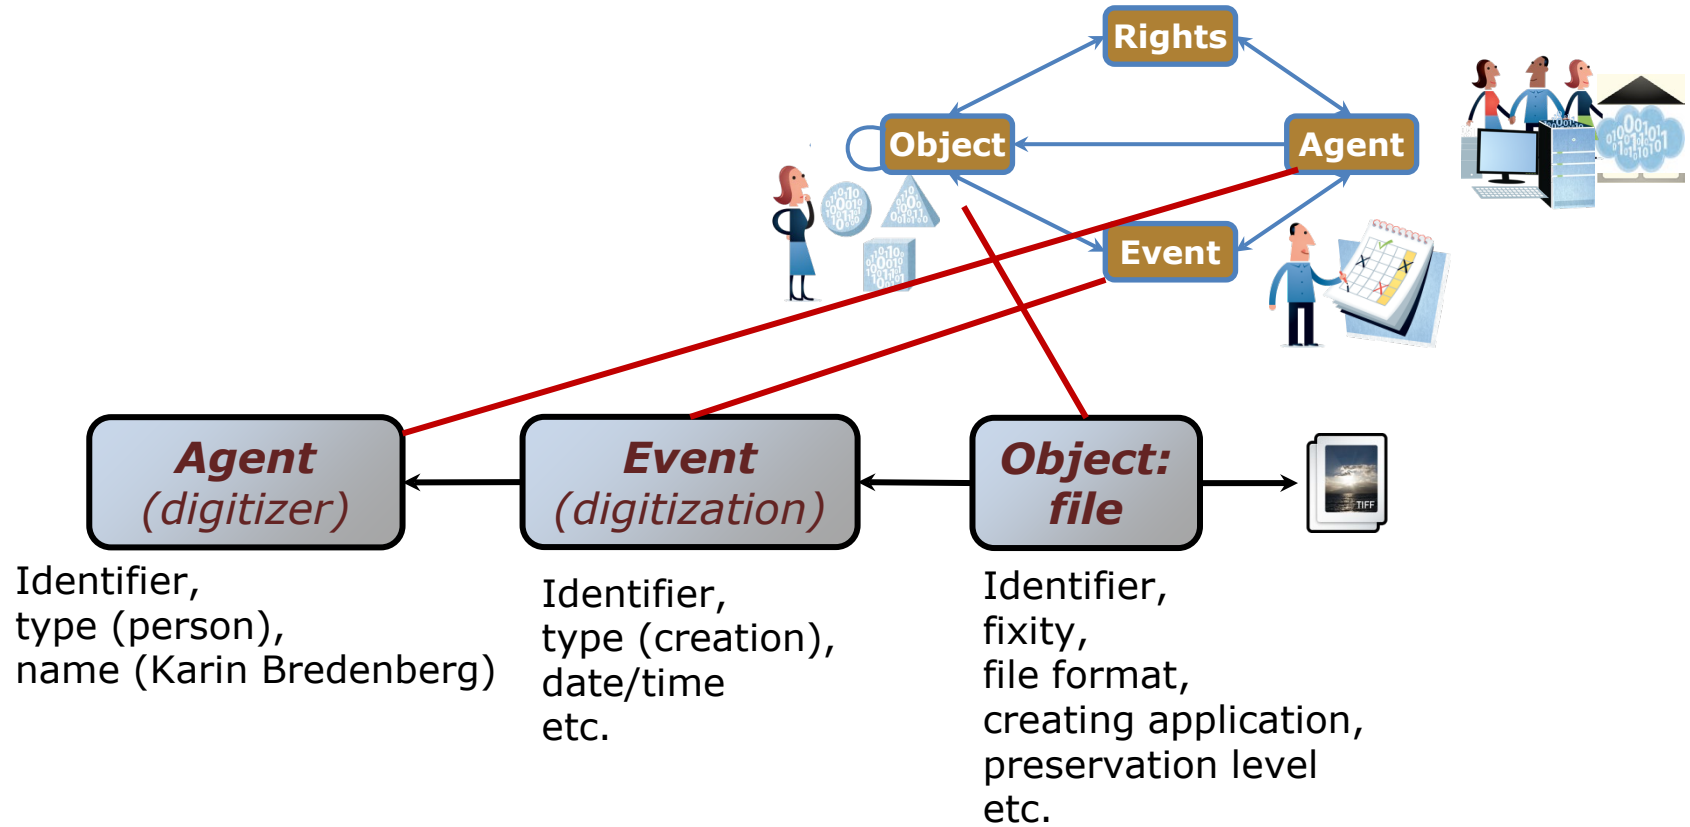 Rights
Object
Agent
Event
Agent
(digitizer)
Event
(digitization)
Object:
file
TIFF
Identifier,
type (person),
name (Karin Bredenberg)
Identifier,
type (creation),
date/time
etc.
Identifier,
fixity,
file format,
creating application,
preservation level
etc.